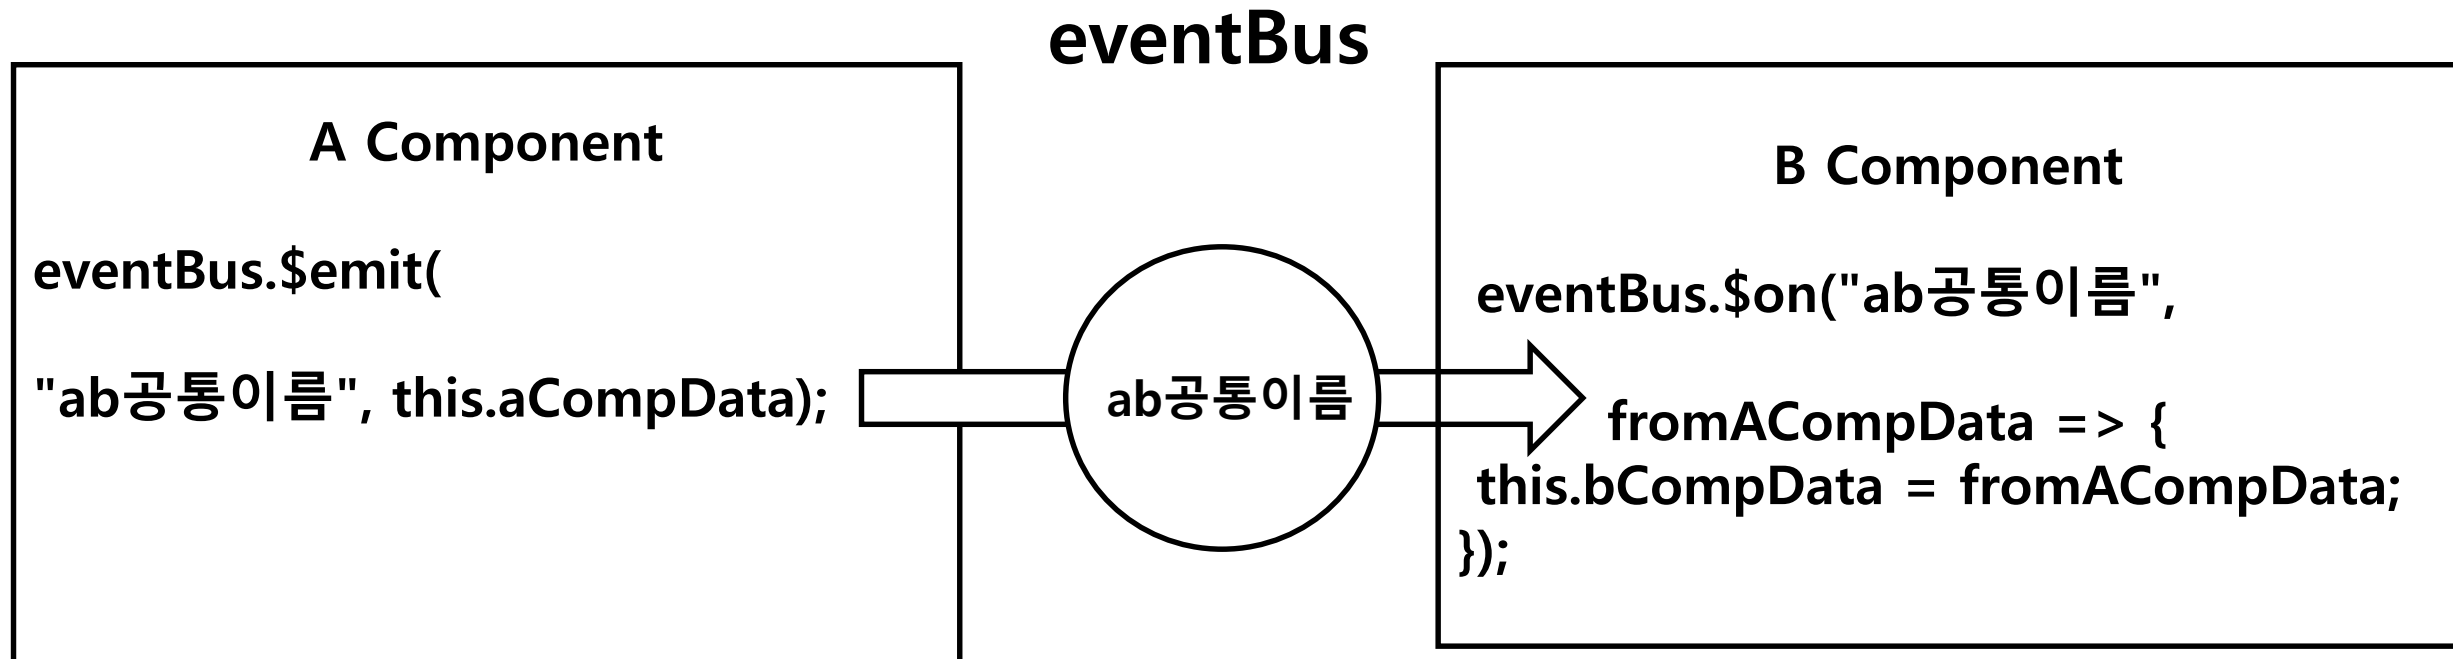 eventBus
A Component
eventBus.$emit(
"ab공통이름", this.aCompData);
ab공통이름
B Component
eventBus.$on("ab공통이름",
fromACompData => {
this.bCompData = fromACompData;
});